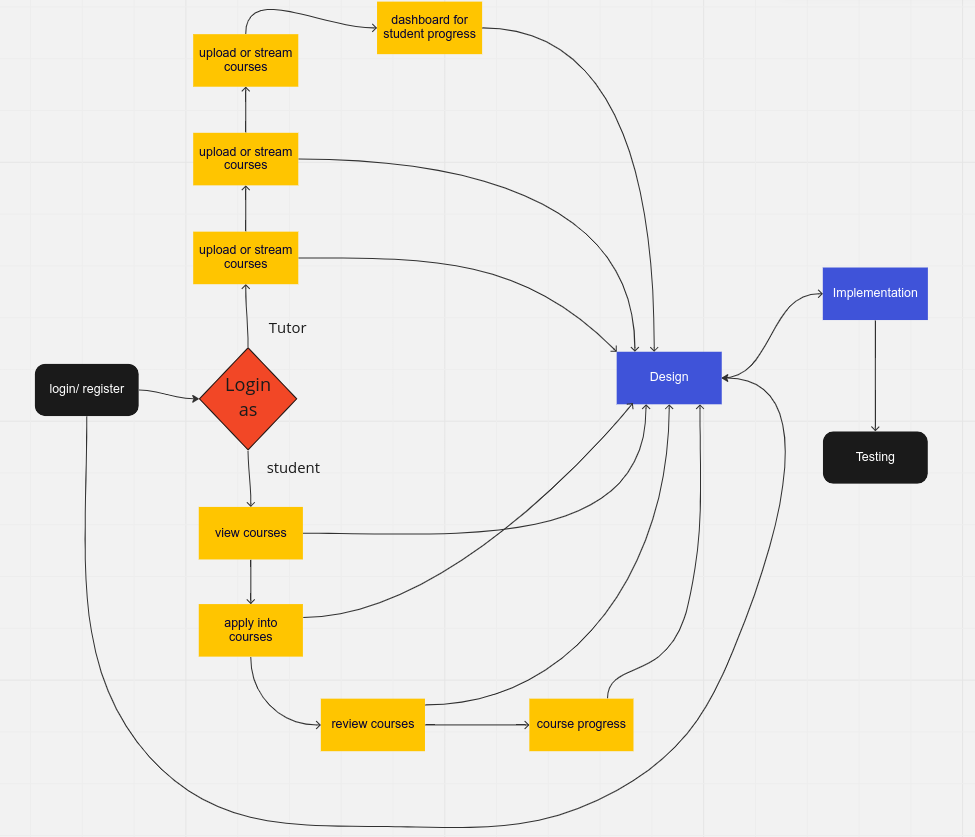 dashboard for
student progress
upload or stream
courses
upload or stream
courses
upload or stream
courses
Implementation
Tutor
Design
login/ register
Login
as
Testing
student
view courses
apply into
courses
review courses
course progress